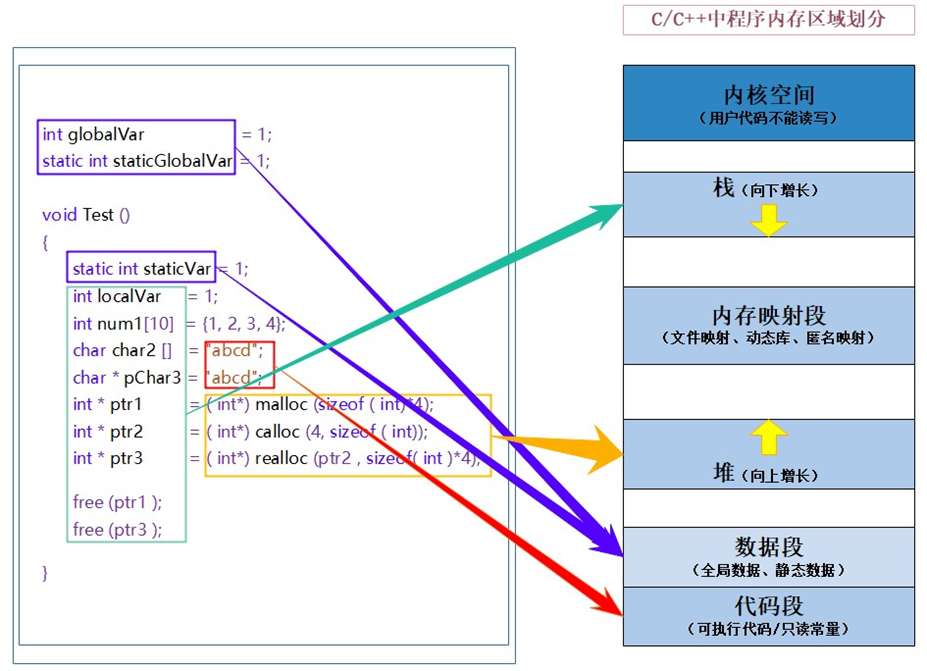 C/C++中程序内存区域划分
int globalVar = 1;
static int staticGlobalVar = 1;
void Test ()
{
static int staticVar = 1;
int localVar = 1;
int num1[10] = {1, 2, 3, 4};
char char2 [] = "abcd";
char * pChar3 = "abcd";
int * ptr1 = ( int*) malloc (sizeof ( int)*4);
int * ptr2 = ( int*) calloc (4, sizeof ( int));
int * ptr3 = ( int*) realloc (ptr2 , sizeof( int )*4);
free (ptr1 );
free (ptr3 );
}
内核空间
(用户代码不能读写)
栈(向下增长)
内存映射段
(文件映射、动态库、匿名映射)
堆(向上增长)
数据段
(全局数据、静态数据)
代码段
(可执行代码/只读常量)